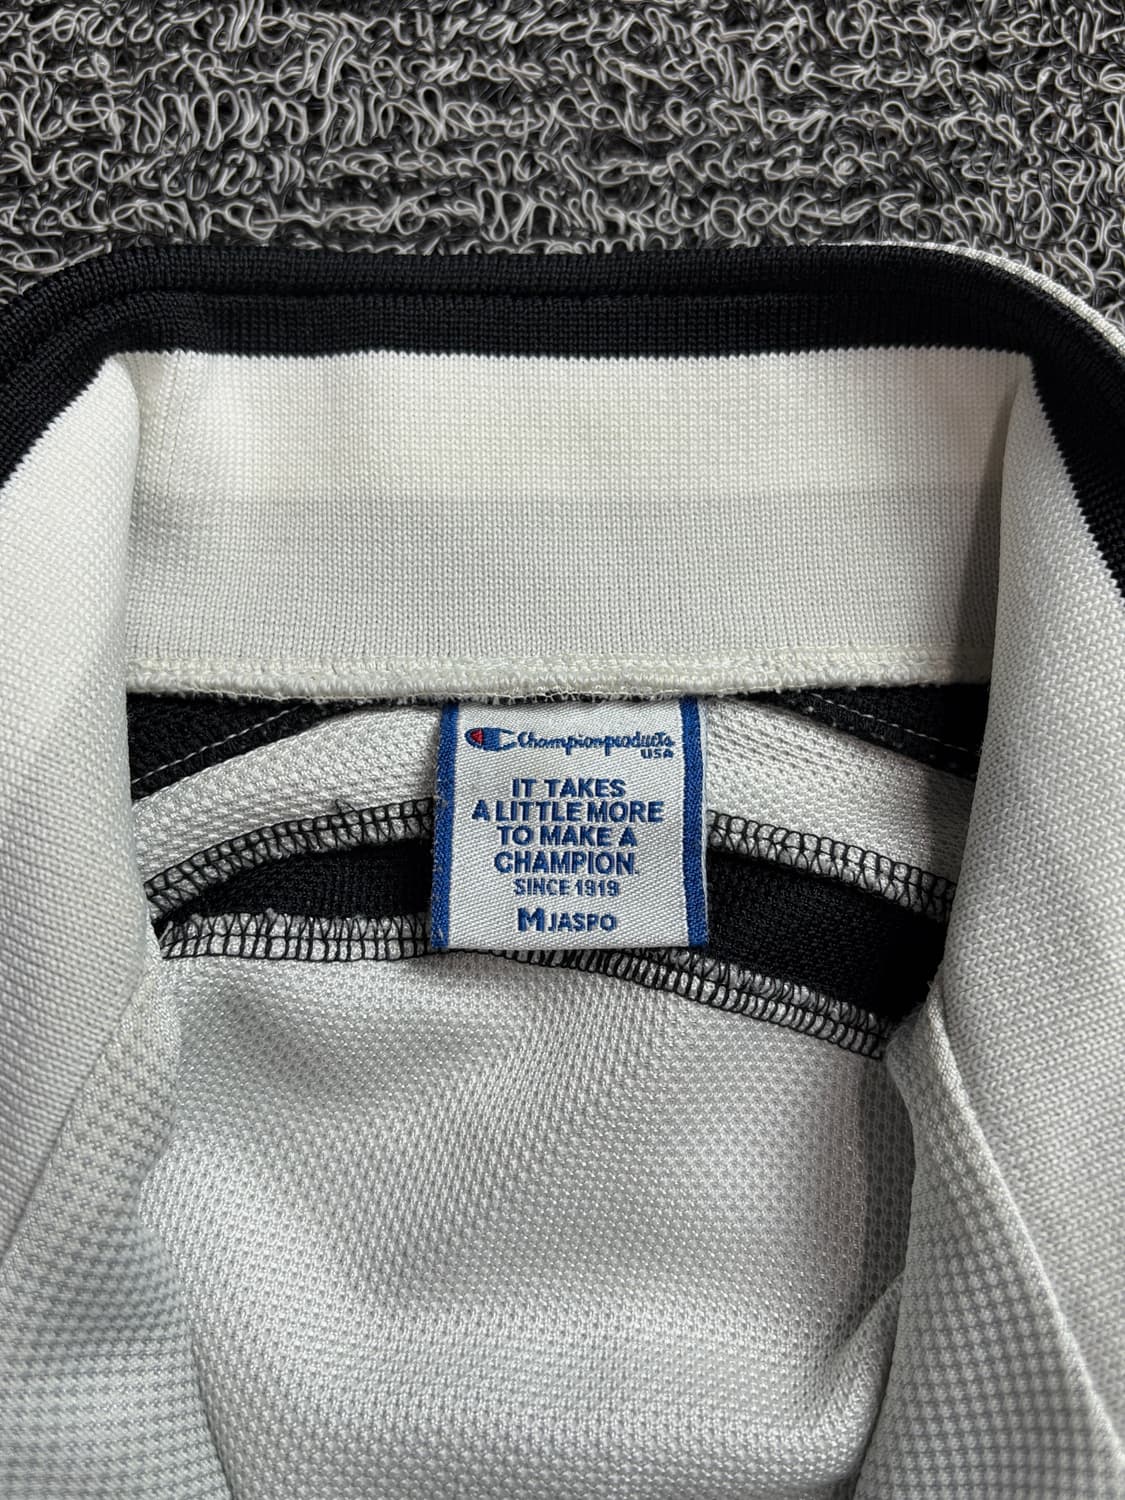 Championproducts
USA
IT TAKES
A LITTLE MORE
TO MAKE A
CHAMPION.
SINCE 1919
M JASPO